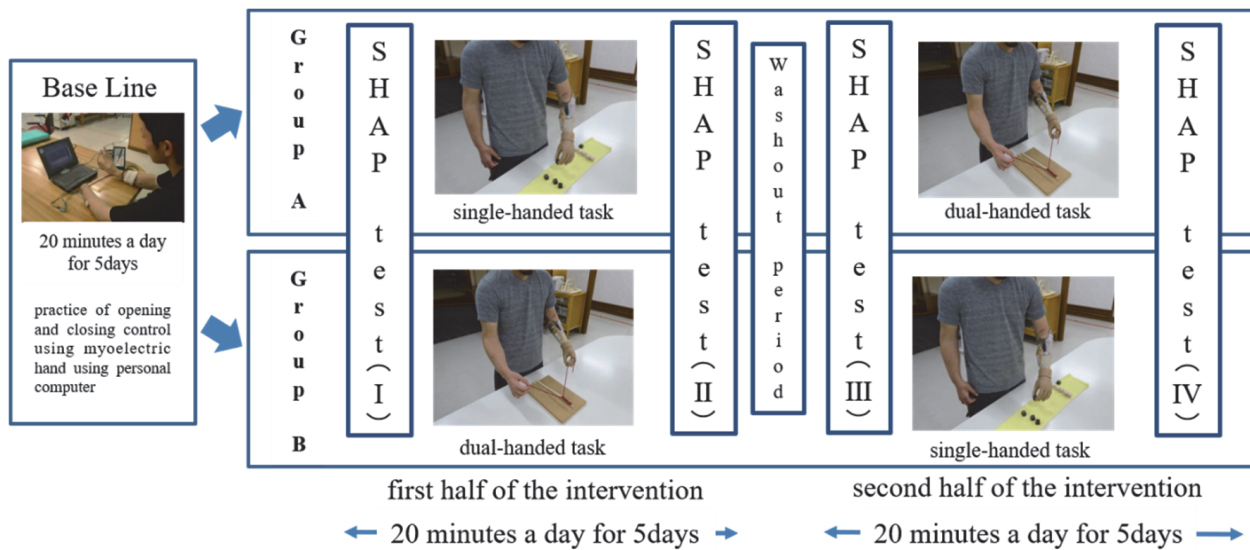 Base Line
20 minutes a day
for 5days
practice of opening
and closing control
using myoelectric
hand using personal
computer
Group A
SHAP test(I)
single-handed task
SHAP test(II)
Washout period
SHAP test(III)
dual-handed task
SHAP test(IV)
Group B
dual-handed task
single-handed task
first half of the intervention
20 minutes a day for 5days
second half of the intervention
20 minutes a day for 5days